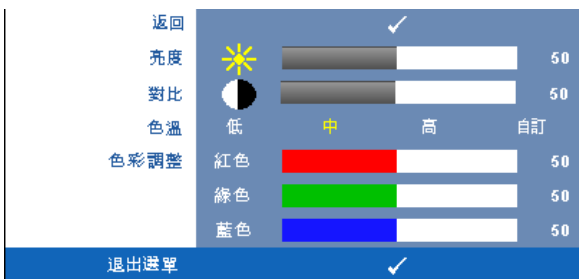 返回
亮度 50
對比 50
色溫 低 中 高 自訂
色彩調整 紅色 50
綠色 50
藍色 50
退出選單